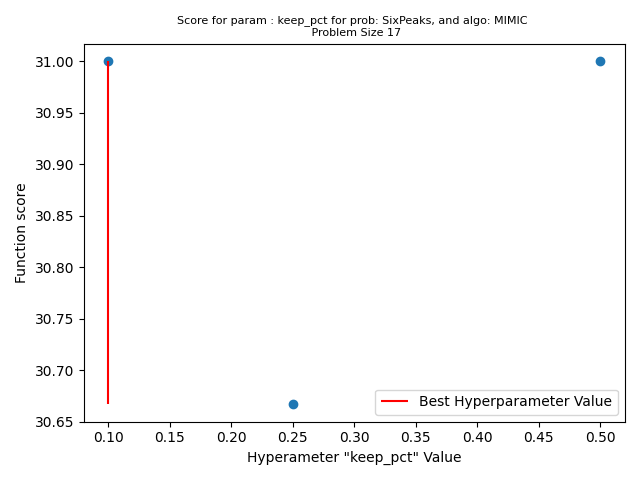 Score for param : keep_pct for prob: SixPeaks, and algo: MIMIC
Problem Size 17
31.00
30.95
30.90
30.85
30.80
30.75
30.70
30.65
Function score
Best Hyperparameter Value
0.10 0.15 0.20 0.25 0.30 0.35 0.40 0.45 0.50
Hyperameter "keep_pct" Value